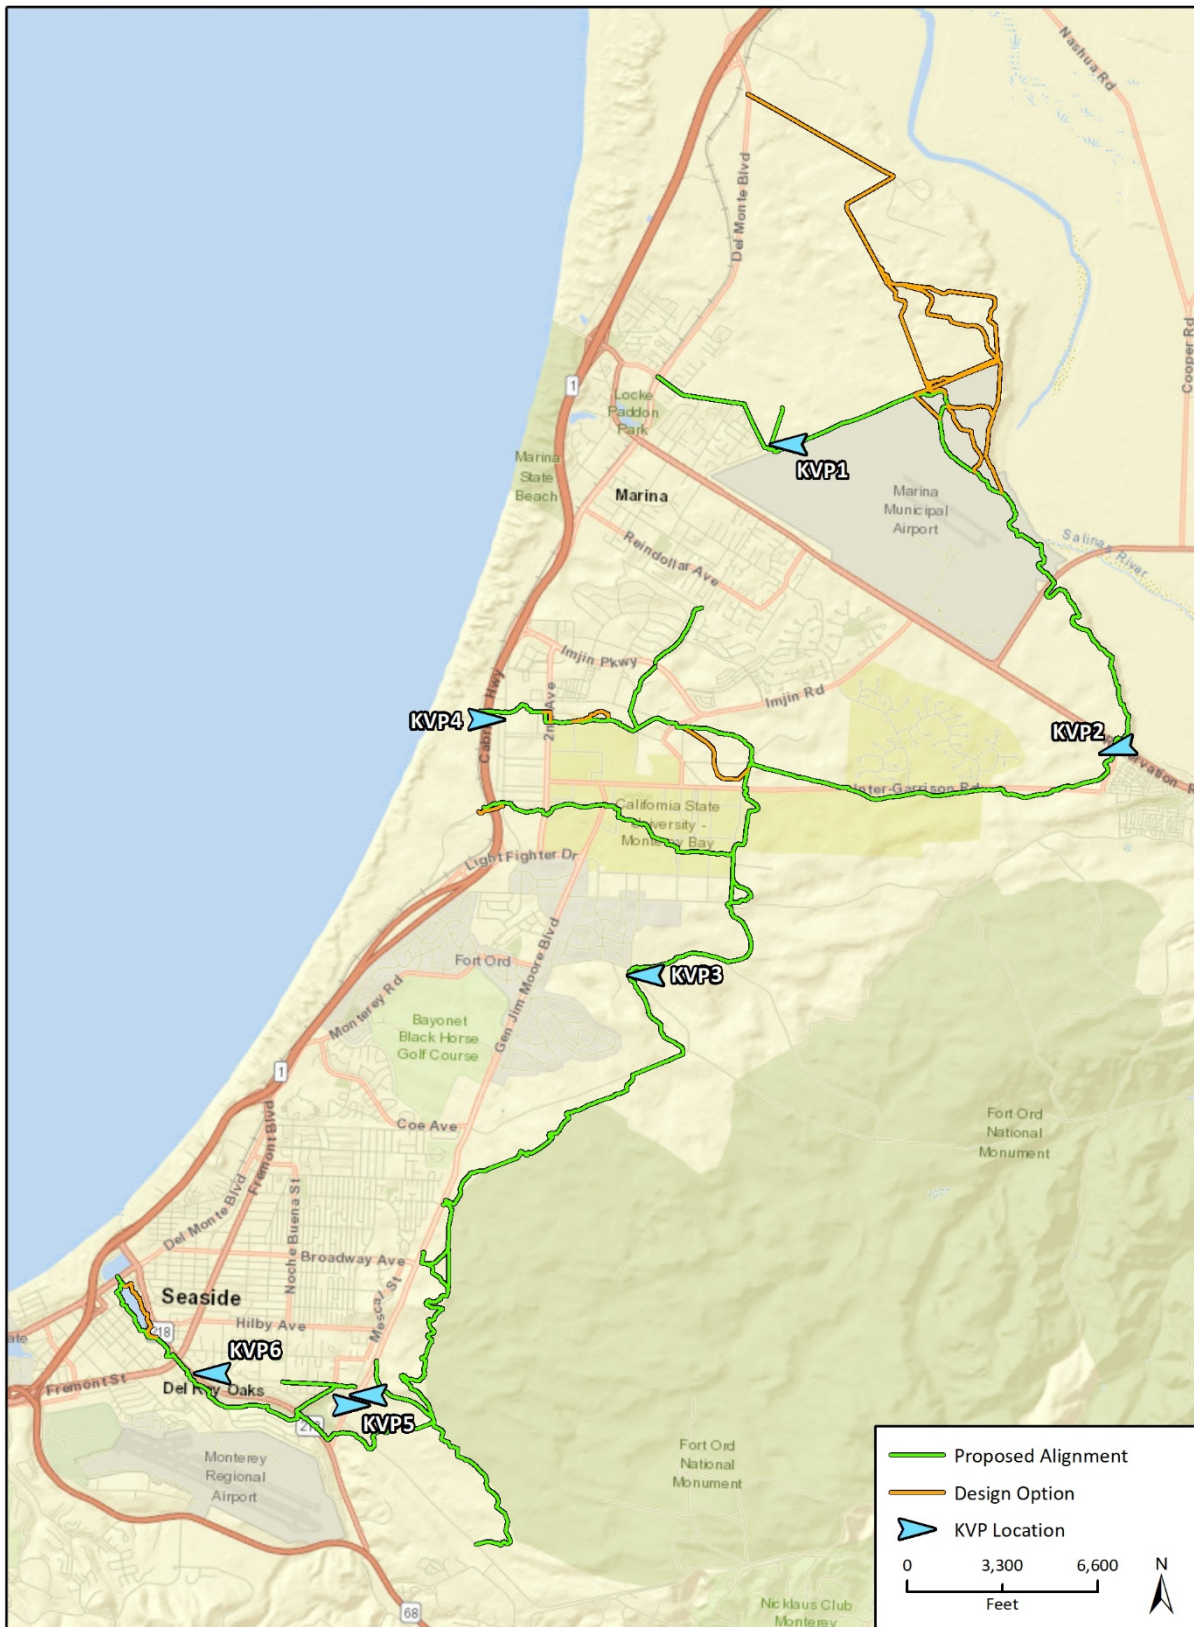 Nashua Rd
Del Monte Blvd
Cooper Rd
1
Locke
Paddon
Park
KVP1
Marina
State
Beach
Marina
Marina
Municipal
Airport
Salinas
River
Reindollar Ave
Imjin Pkwy
Imjin Rd
KVP4
Hwy
2nd Ave
KVP2
Inter-Garrison Rd
California State
University -
Monterey Bay
Light Fighter Dr
Fort Ord
KVP3
Monterey Rd
Gen Jim Moore Blvd
Bayonet
Black Horse
Golf Course
1
Coe Ave
Fort Ord
National
Monument
Fremont Blvd
Del Monte Blvd
Noche Buena St
Broadway Ave
Seaside
218
Hilby Ave
St
KVP6
Fremont St
Del Rey Oaks
KVP5
Monterey
Regional
Airport
Fort Ord
National
Monument
68
Nicklaus Club
Monterey
Proposed Alignment
Design Option
KVP Location
0 3,300 6,600
Feet
N